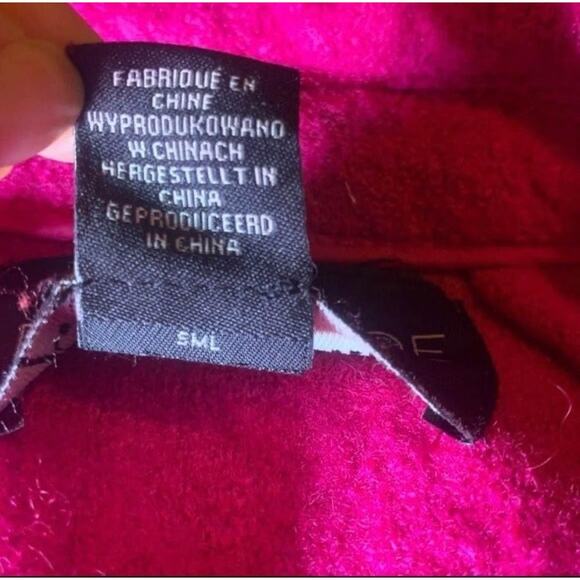 FABRIQUÉ EN
CHINE
WYPRODUKOWANO
W CHINACH
HERGESTELLT IN
CHINA
GEPRODUCEERD
IN CHINA
SML